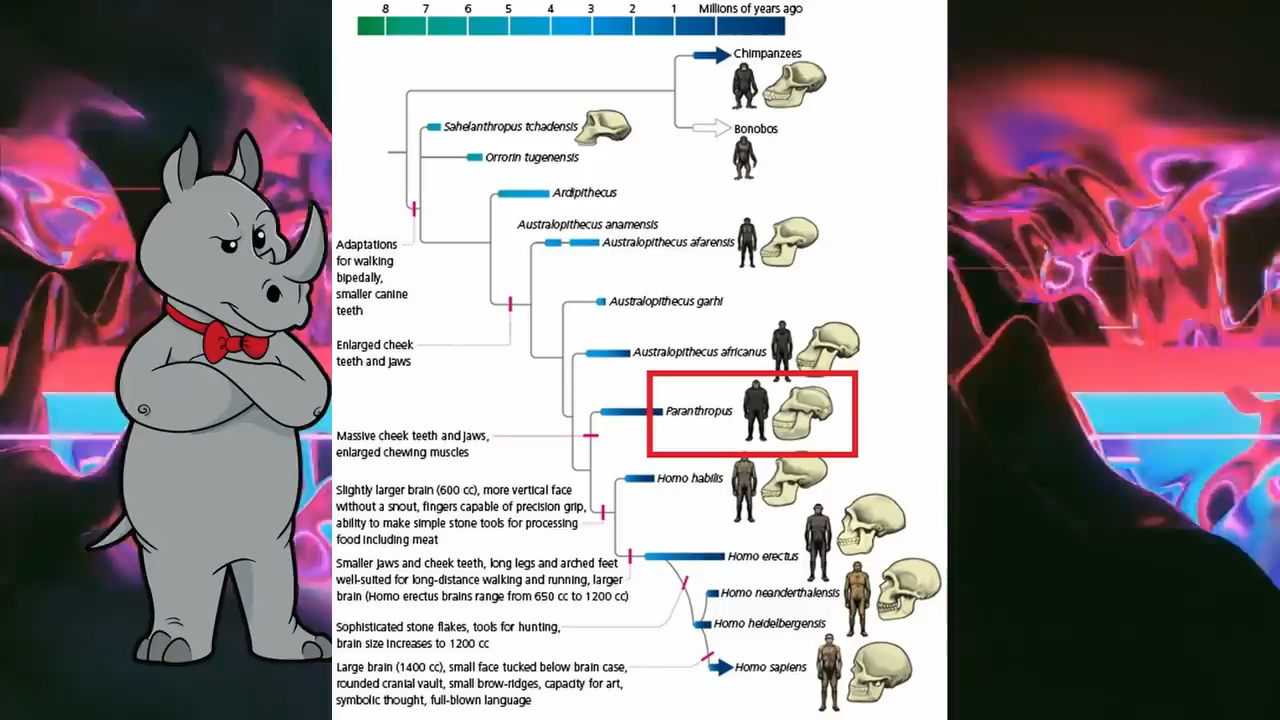 8 7 6 5 4 3 2 1 Millions of years ago
Chimpanzees
Sahelanthropus tchadensis
Bonobos
Orrorin tugenensis
Ardipithecus
Australopithecus anamensis
Australopithecus afarensis
Adaptations
for walking
bipedally,
smaller canine
teeth
Australopithecus garhi
Enlarged cheek
teeth and jaws
Australopithecus africanus
Paranthropus
Massive cheek teeth and jaws,
enlarged chewing muscles
Homo habilis
Slightly larger brain (600 cc), more vertical face
without a snout, fingers capable of precision grip,
ability to make simple stone tools for processing
food including meat
Homo erectus
Smaller jaws and cheek teeth, long legs and arched feet
well-suited for long-distance walking and running, larger
brain (Homo erectus brains range from 650 cc to 1200 cc)
Homo neanderthalensis
Homo heidelbergensis
Sophisticated stone flakes, tools for hunting,
brain size increases to 1200 cc
Homo sapiens
Large brain (1400 cc), small face tucked below brain case,
rounded cranial vault, small brow-ridges, capacity for art,
symbolic thought, full-blown language